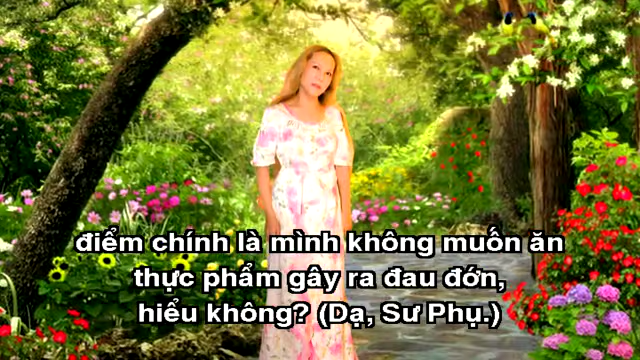 điểm chính là mình không muốn ăn
thực phẩm gây ra đau đớn,
hiểu không? (Dạ, Sư Phụ.)